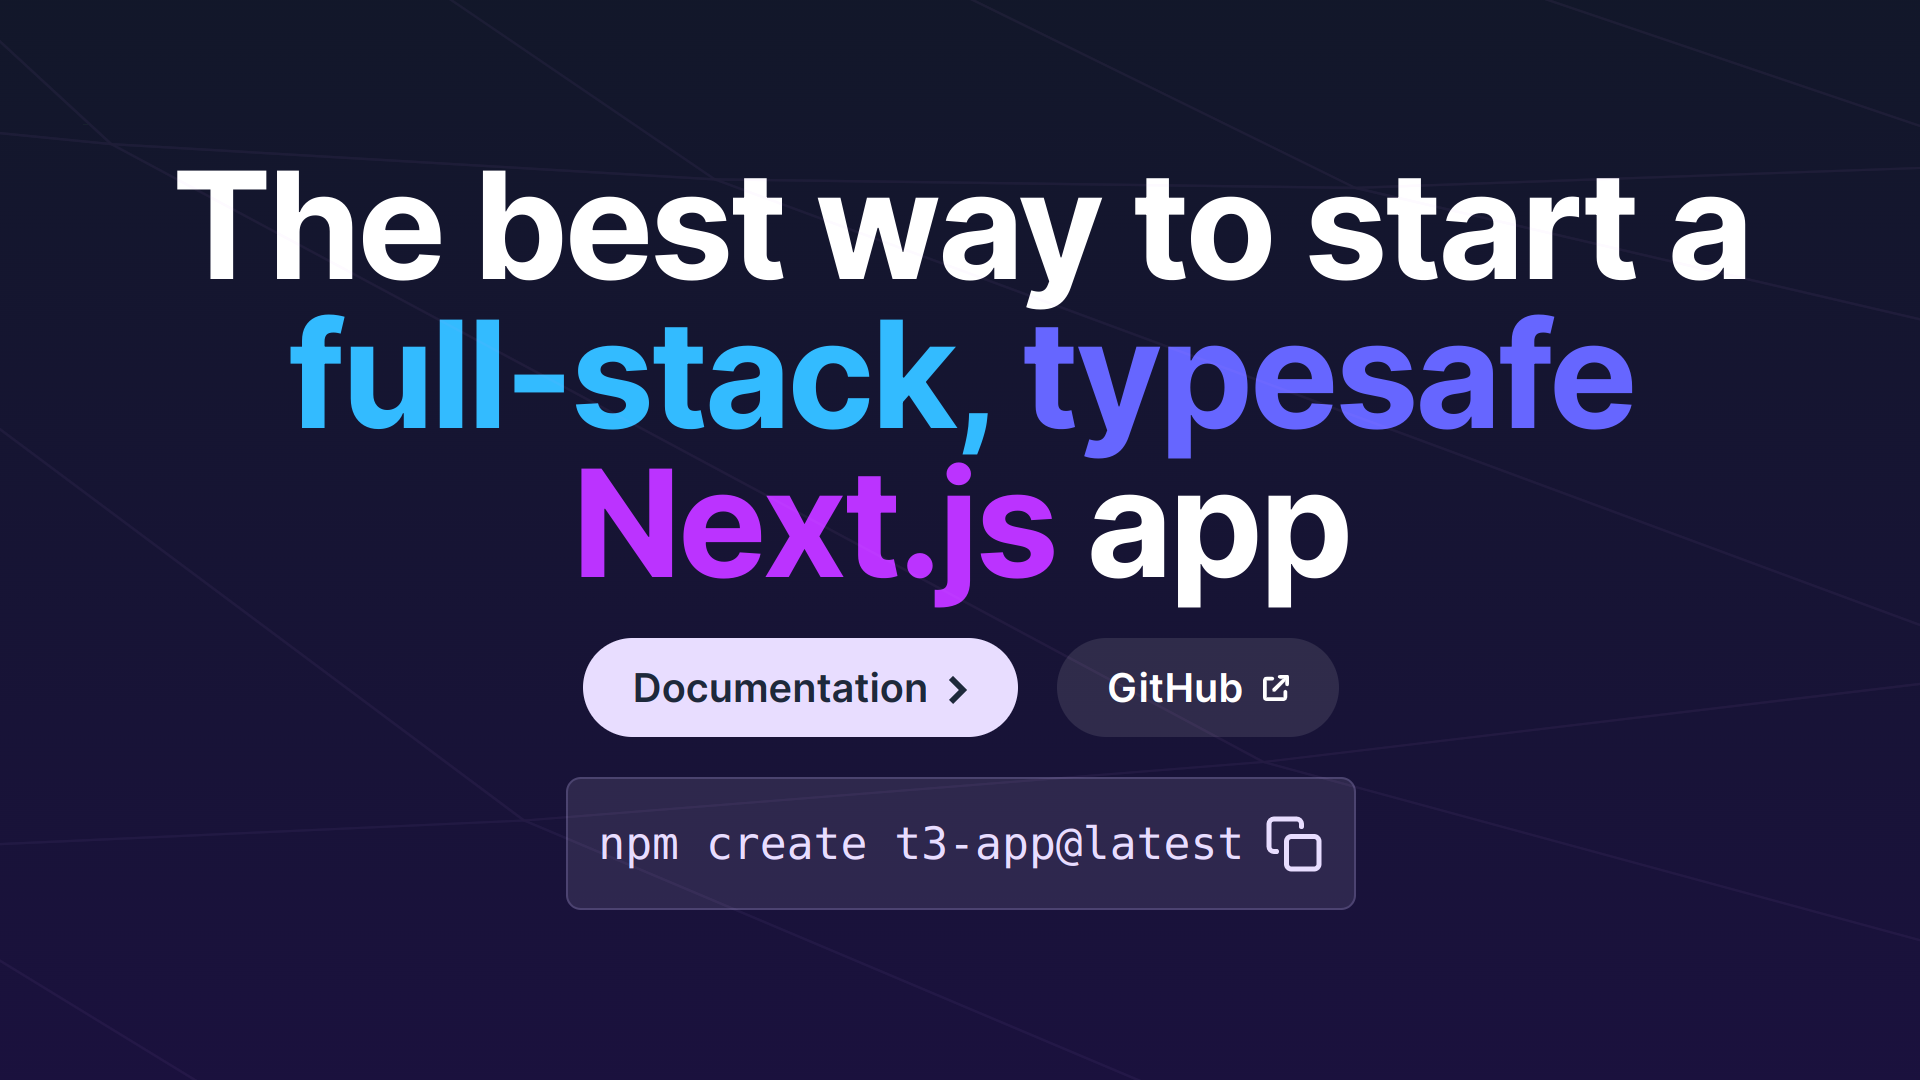 The best way to start a
full-stack, typesafe
Next.js app
Documentation
GitHub
npm create t3-app@latest